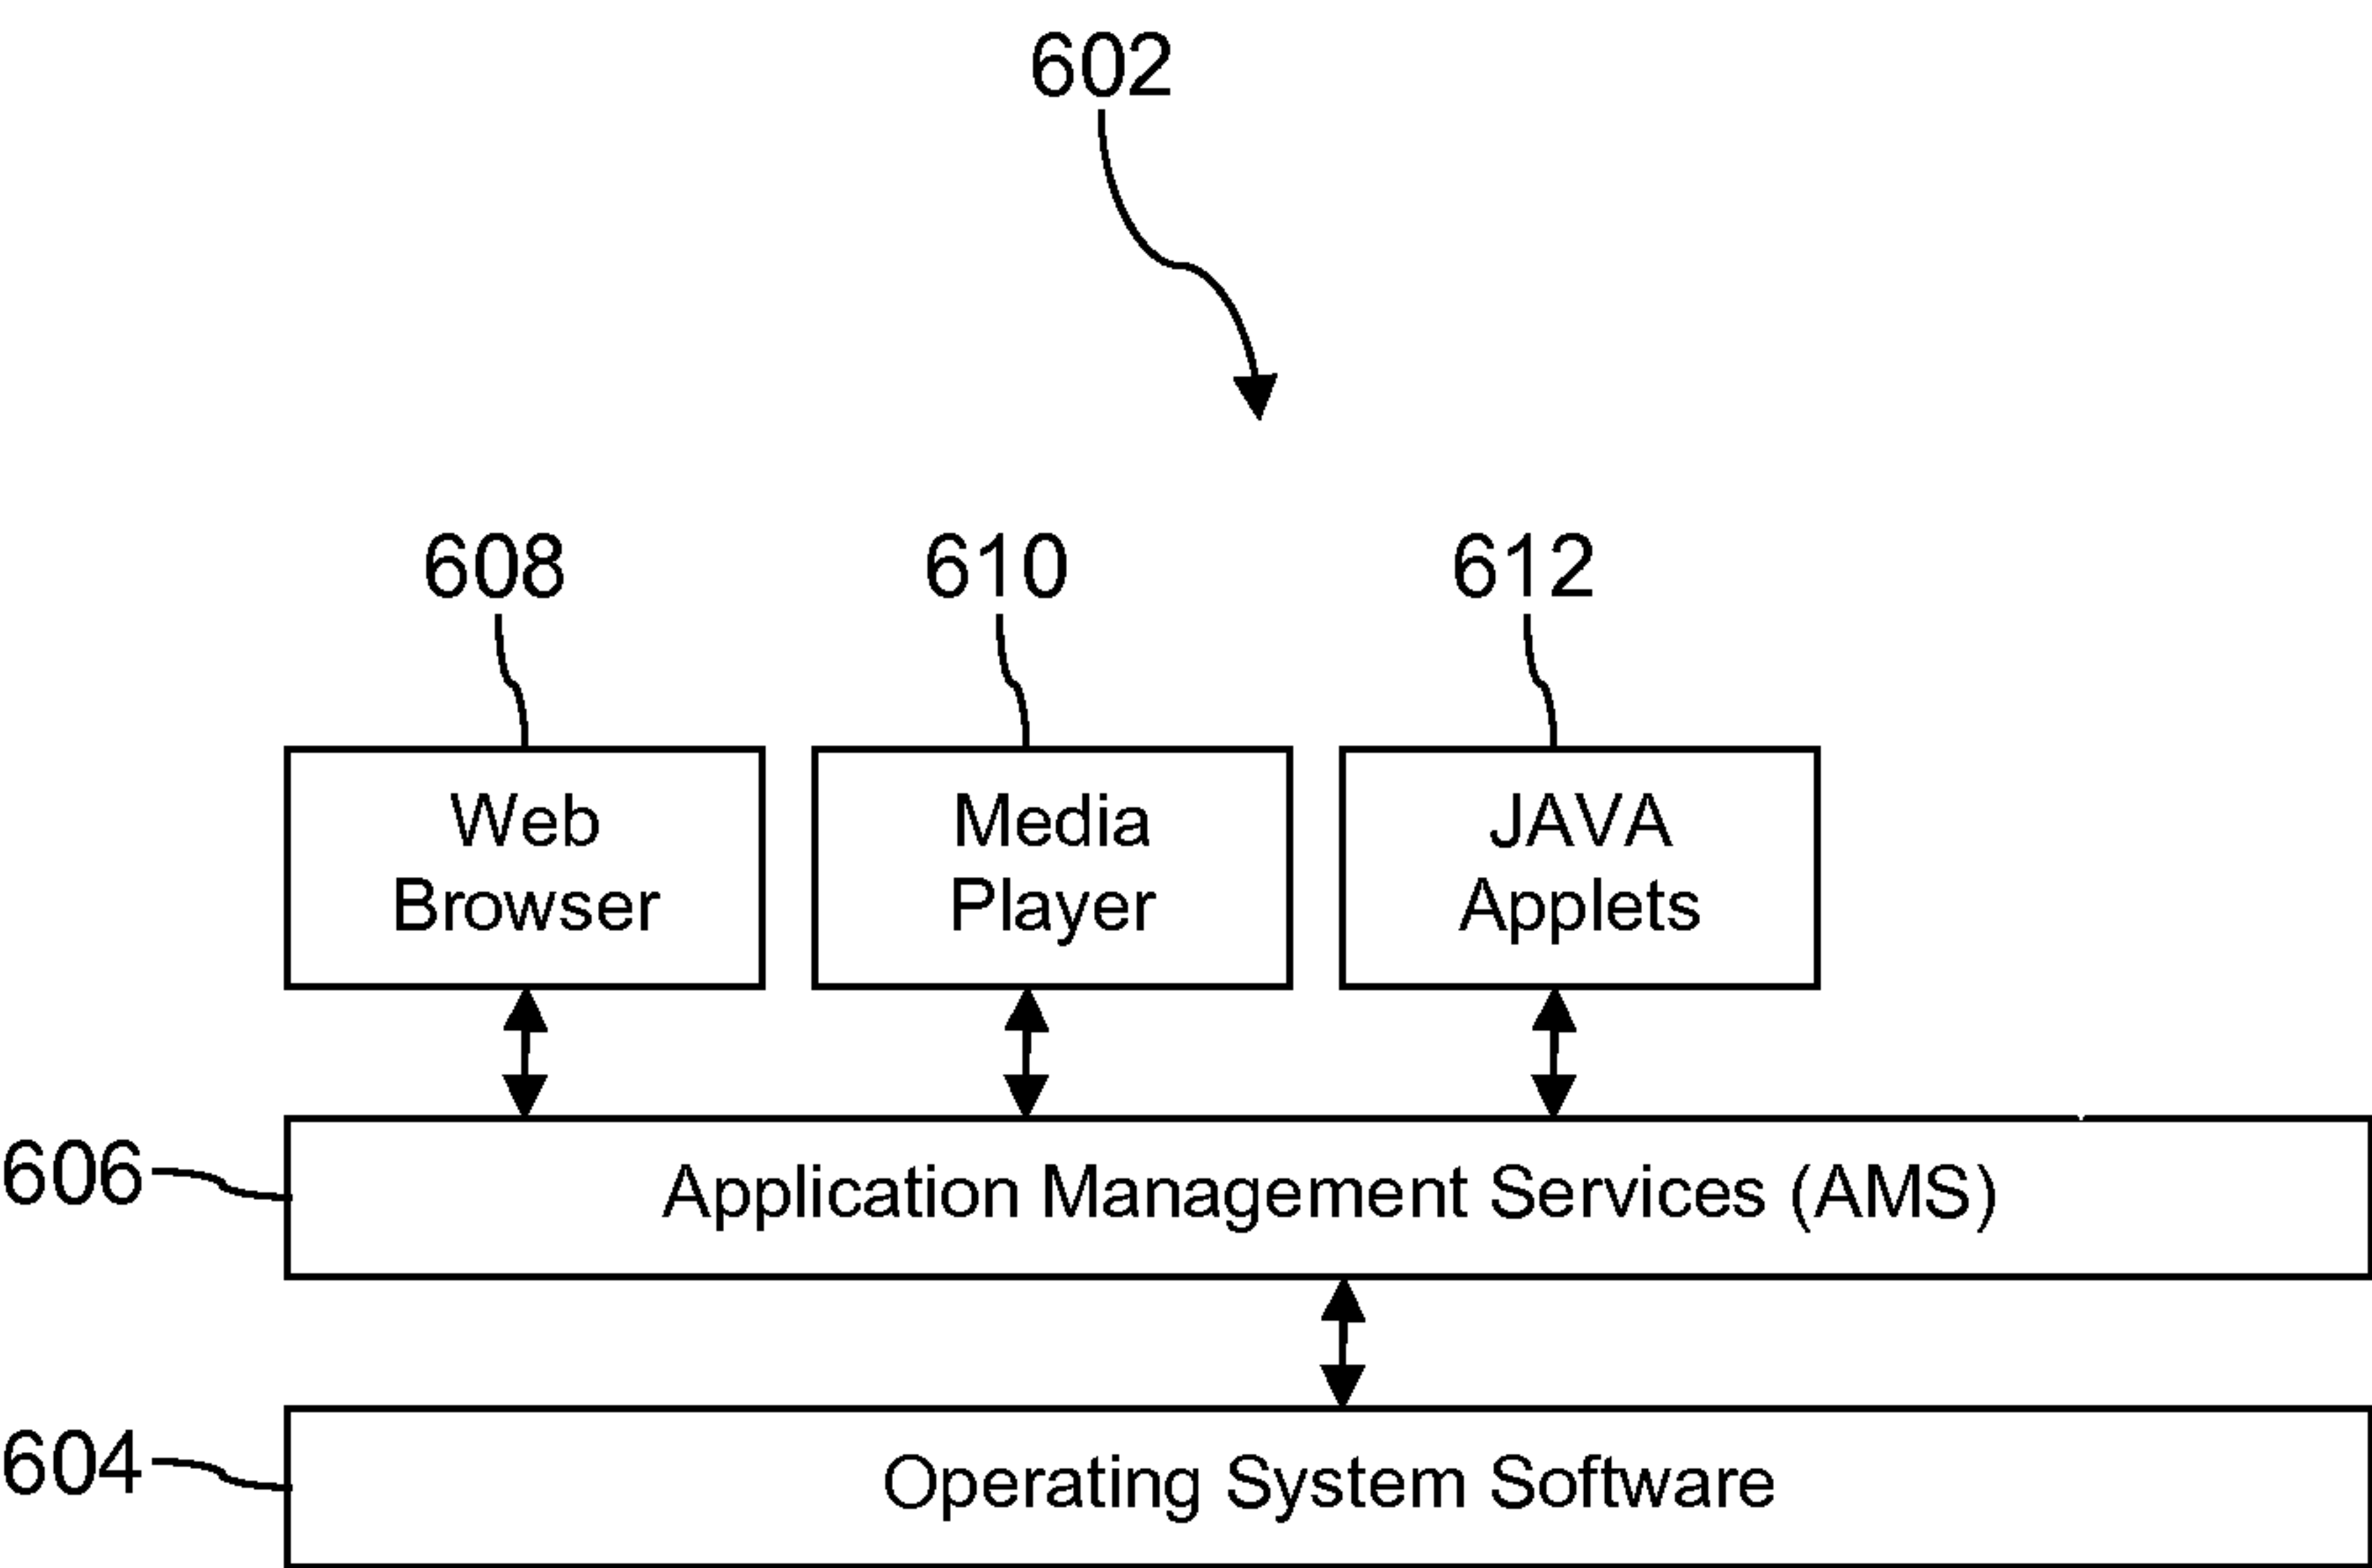 602
608
610
612
Web
Browser
Media
Player
JAVA
Applets
606
Application Management Services (AMS)
604
Operating System Software